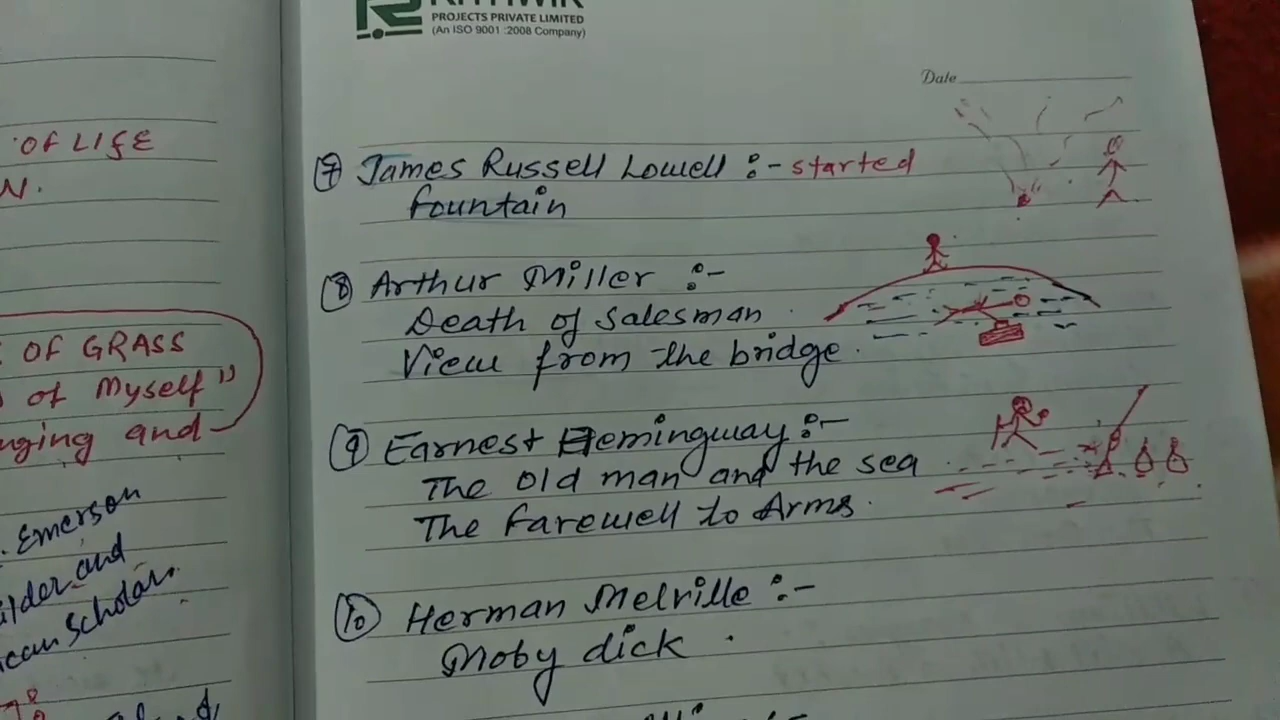 OF LIFE
N.
OF GRASS
of Myself"
nging and
. Emerson
ilder and
ican Scholar.
PROJECTS PRIVATE LIMITED
(An ISO 9001 :2008 Company)
Date
(7) James Russell Lowell :- started
fountain
(8) Arthur Miller :-
Death of Salesman
View from the bridge.
(9) Earnest Hemingway :-
The Old man and the sea
The farewell to Arms.
(10) Herman Melville :-
Moby dick .